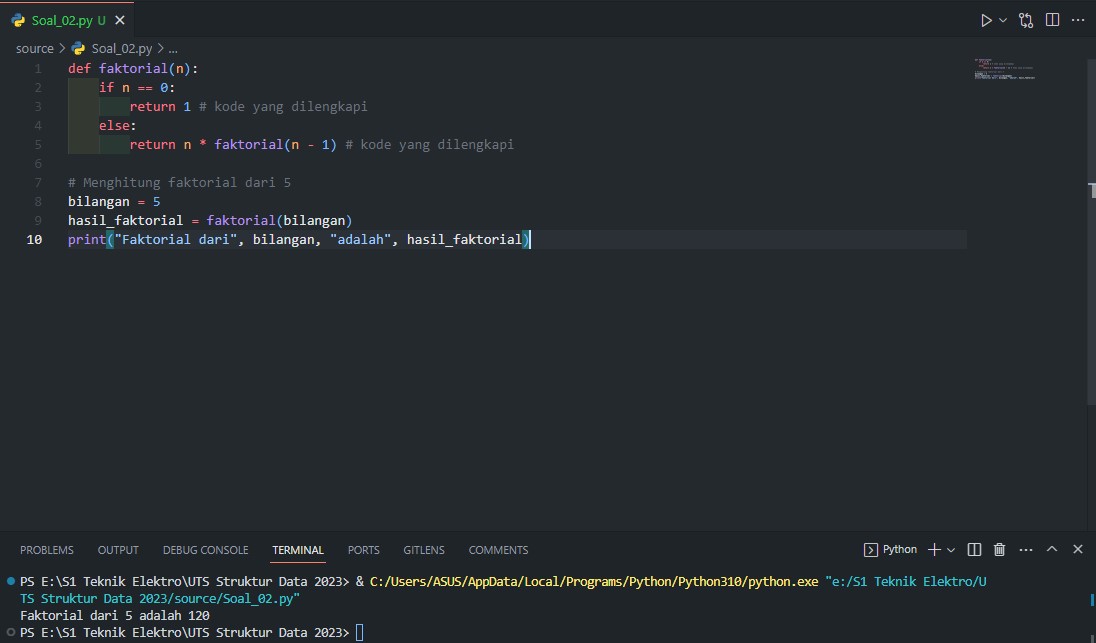 Soal_02.py U
source > Soal_02.py > ...
1 def faktorial(n):
2     if n == 0:
3         return 1 # kode yang dilengkapi
4     else:
5         return n * faktorial(n - 1) # kode yang dilengkapi
6
7 # Menghitung faktorial dari 5
8 bilangan = 5
9 hasil_faktorial = faktorial(bilangan)
10 print("Faktorial dari", bilangan, "adalah", hasil_faktorial)
PROBLEMS OUTPUT DEBUG CONSOLE TERMINAL PORTS GITLENS COMMENTS Python
PS E:\S1 Teknik Elektro\UTS Struktur Data 2023> & C:/Users/ASUS/AppData/Local/Programs/Python/Python310/python.exe "e:/S1 Teknik Elektro/U
TS Struktur Data 2023/source/Soal_02.py"
Faktorial dari 5 adalah 120
PS E:\S1 Teknik Elektro\UTS Struktur Data 2023>